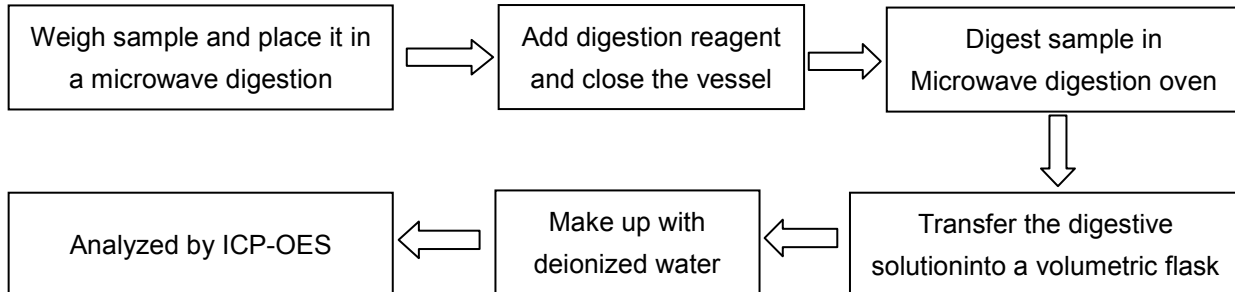 Weigh sample and place it in
a microwave digestion
Add digestion reagent
and close the vessel
Digest sample in
Microwave digestion oven
Transfer the digestive
solutioninto a volumetric flask
Make up with
deionized water
Analyzed by ICP-OES